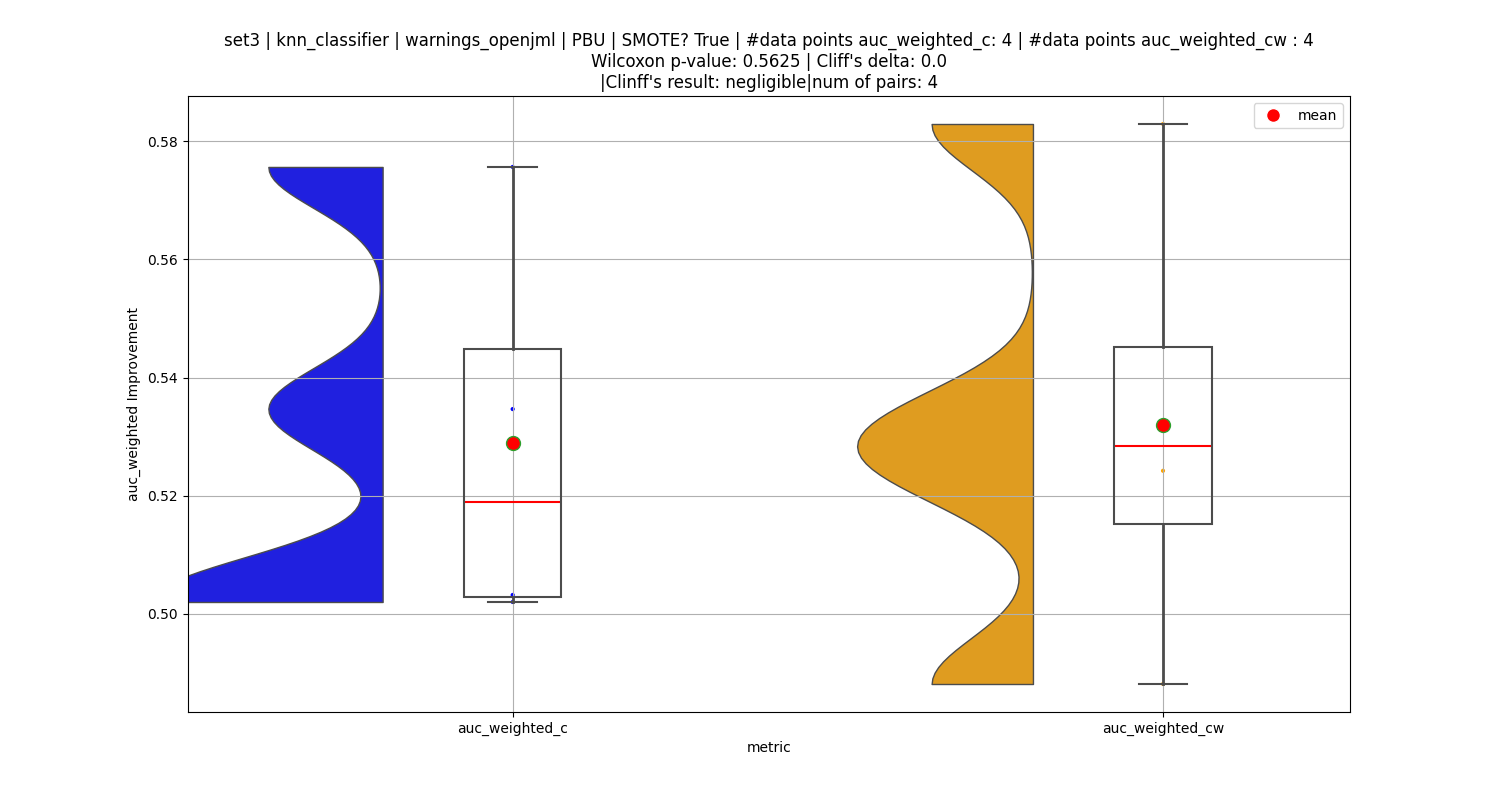 set3 | knn_classifier | warnings_openjml | PBU | SMOTE? True | #data points auc_weighted_c: 4 | #data points auc_weighted_cw : 4
Wilcoxon p-value: 0.5625 | Cliff's delta: 0.0
|Clinff's result: negligible|num of pairs: 4
mean
0.58
0.56
0.54
0.52
0.50
auc_weighted Improvement
auc_weighted_c
auc_weighted_cw
metric